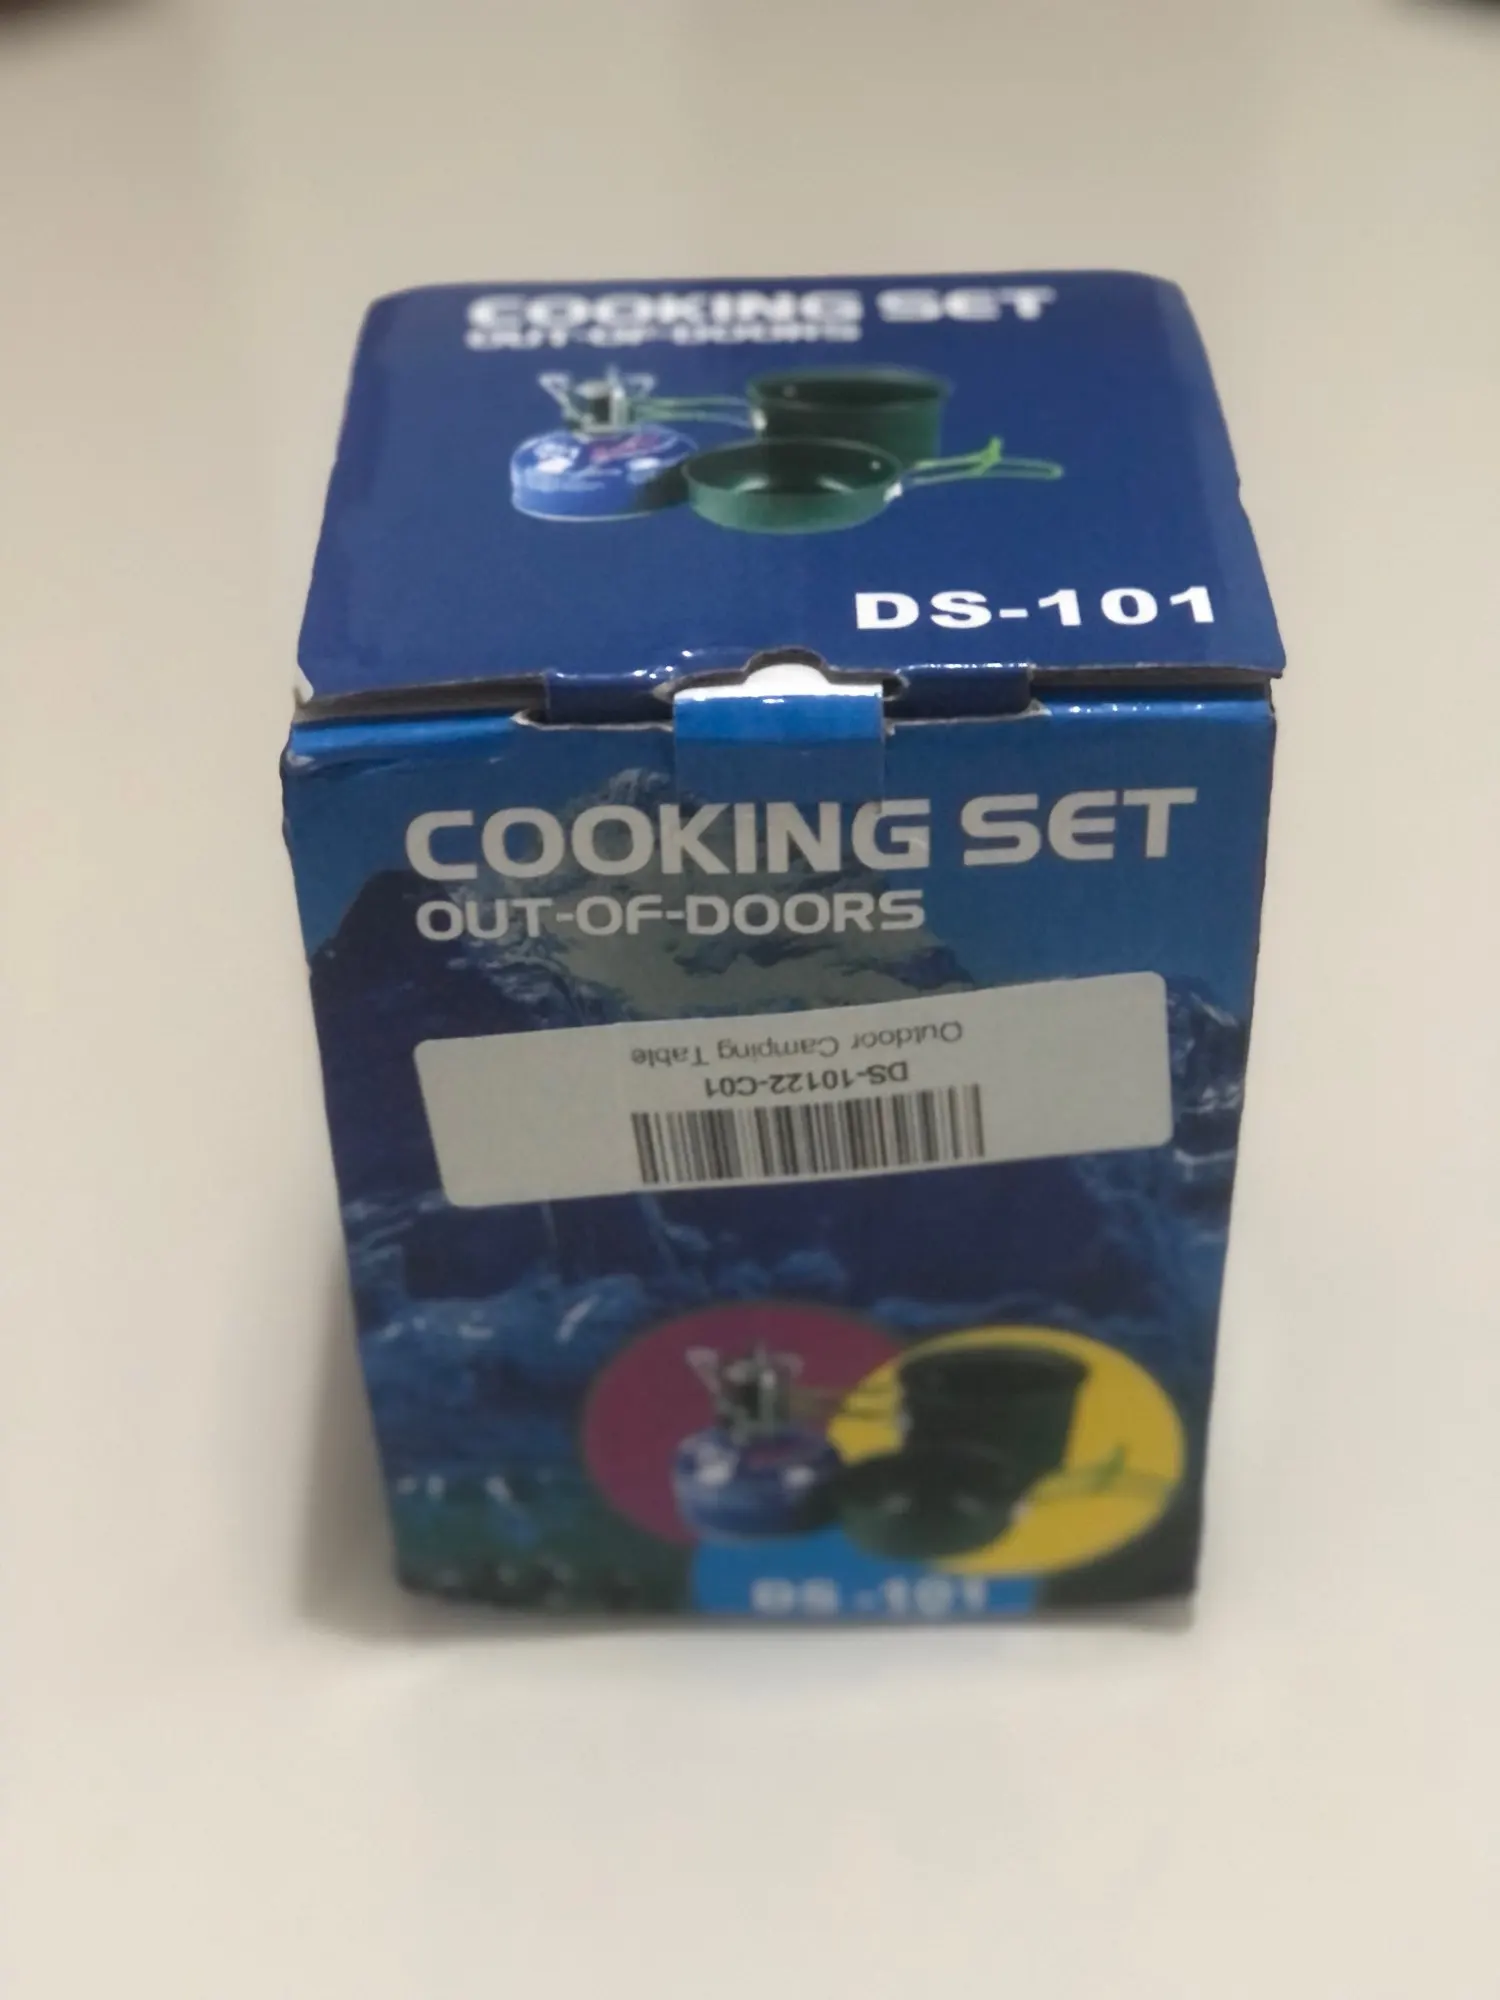 COOKING SET
OUT-OF-DOORS
DS-101
COOKING SET
OUT-OF-DOORS
Outdoor Camping Table
DS-10122-C01
DS-101